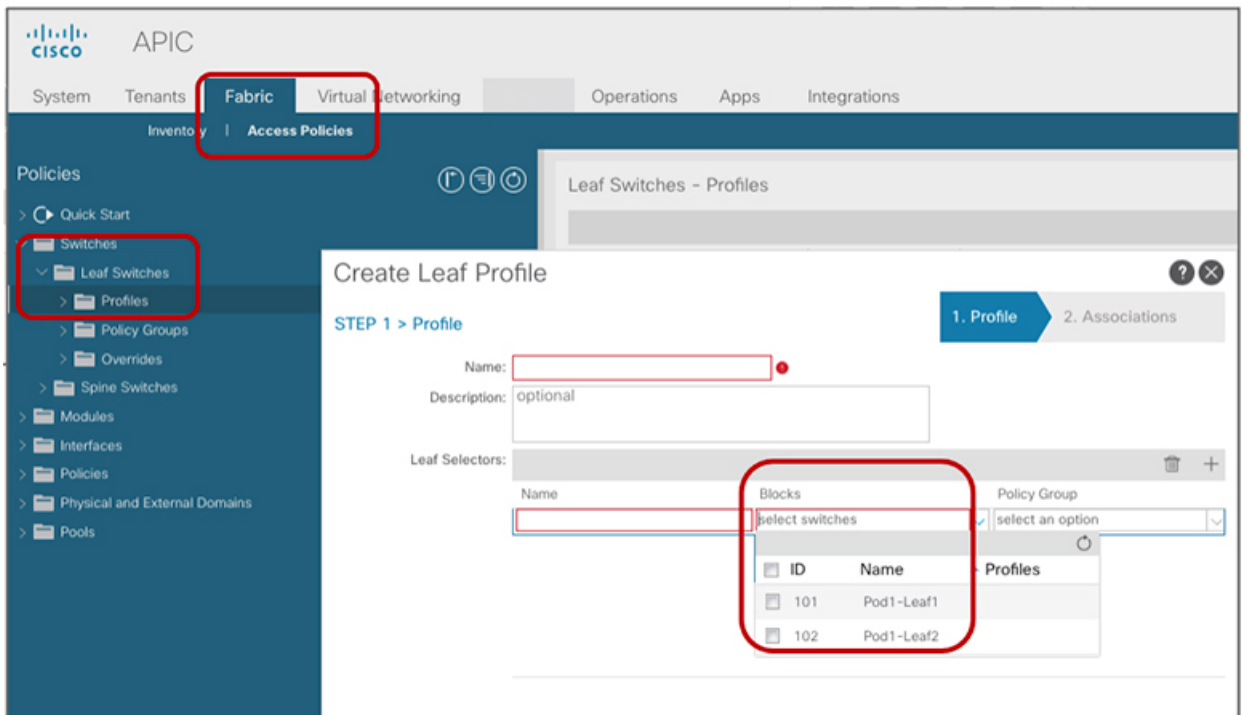 CISCO
APIC
System Tenants Fabric Virtual Networking Operations Apps Integrations
Inventory | Access Policies
Policies
Quick Start
Switches
Leaf Switches
Profiles
Policy Groups
Overrides
Spine Switches
Modules
Interfaces
Policies
Physical and External Domains
Pools
Leaf Switches - Profiles
Create Leaf Profile
STEP 1 > Profile
1. Profile 2. Associations
Name:
Description: optional
Leaf Selectors:
Name Blocks Policy Group
select switches select an option
ID Name Profiles
101 Pod1-Leaf1
102 Pod1-Leaf2